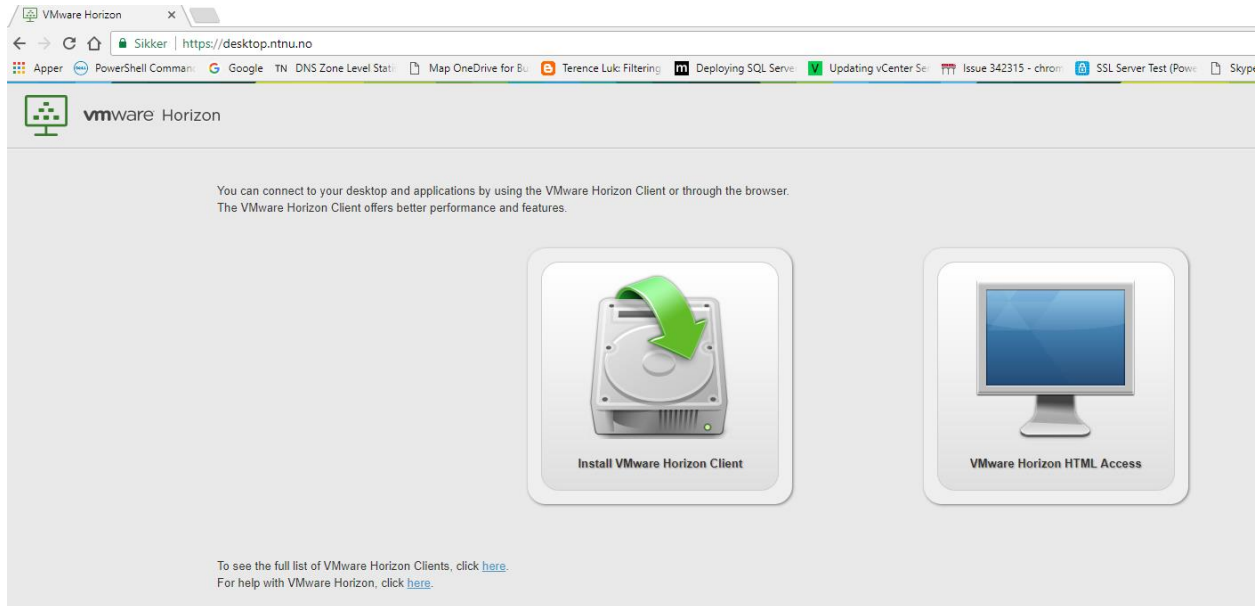 VMware Horizon
Sikker | https://desktop.ntnu.no
Apper PowerShell Comman Google TN DNS Zone Level Stati Map OneDrive for Bu Terence Luk: Filtering m Deploying SQL Serve V Updating vCenter Se Issue 342315 - chrom SSL Server Test (Powe Skype
vmware Horizon
You can connect to your desktop and applications by using the VMware Horizon Client or through the browser.
The VMware Horizon Client offers better performance and features.
Install VMware Horizon Client
VMware Horizon HTML Access
To see the full list of VMware Horizon Clients, click here.
For help with VMware Horizon, click here.